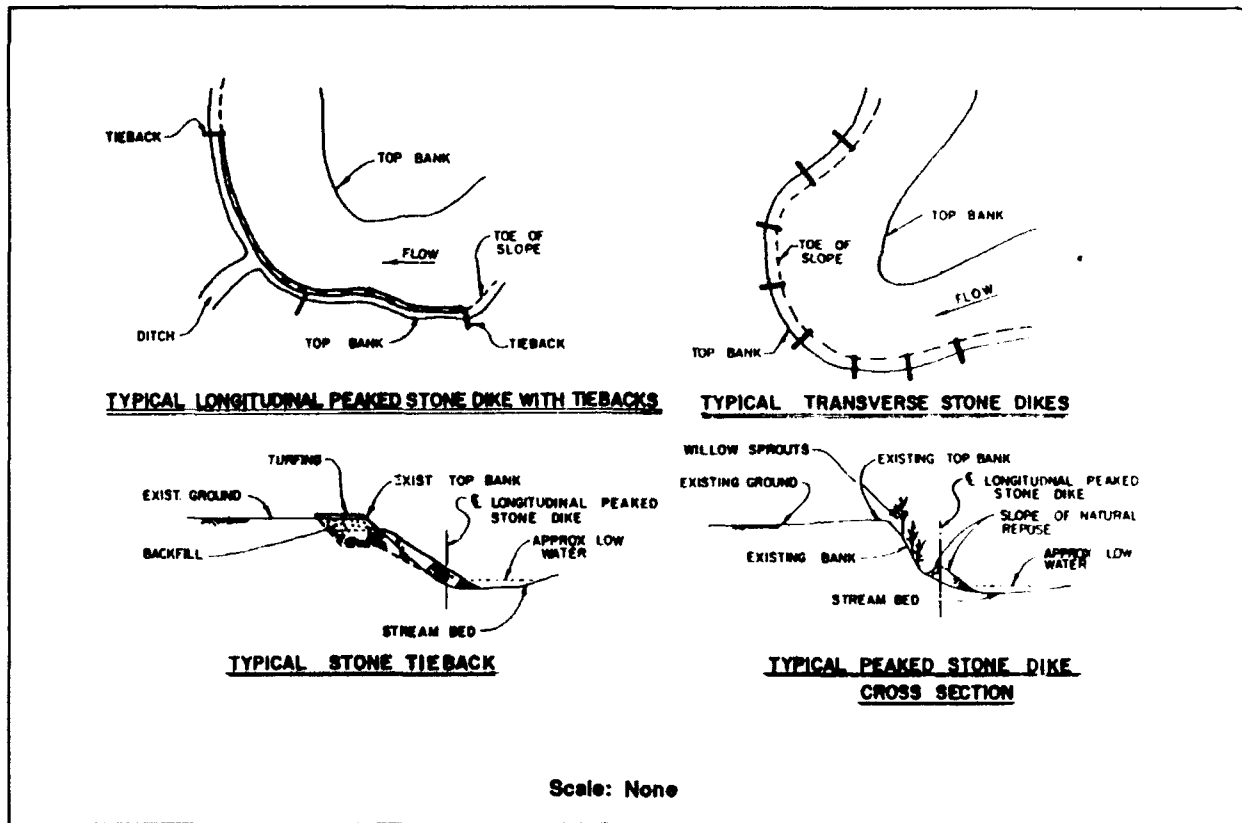 TIEBACK
TOP BANK
TOE OF
SLOPE
FLOW
DITCH
TOP BANK
TIEBACK
TYPICAL LONGITUDINAL PEAKED STONE DIKE WITH TIEBACKS
TOP BANK
TOE OF
SLOPE
FLOW
TOP BANK
TYPICAL TRANSVERSE STONE DIKES
TURFING
EXIST TOP BANK
EXIST. GROUND
℄ LONGITUDINAL PEAKED
STONE DIKE
BACKFILL
APPROX LOW
WATER
STREAM BED
TYPICAL STONE TIEBACK
WILLOW SPROUTS
EXISTING TOP BANK
EXISTING GROUND
℄ LONGITUDINAL PEAKED
STONE DIKE
SLOPE OF NATURAL
REPOSE
EXISTING BANK
APPROX LOW
WATER
STREAM BED
TYPICAL PEAKED STONE DIKE
CROSS SECTION
Scale: None